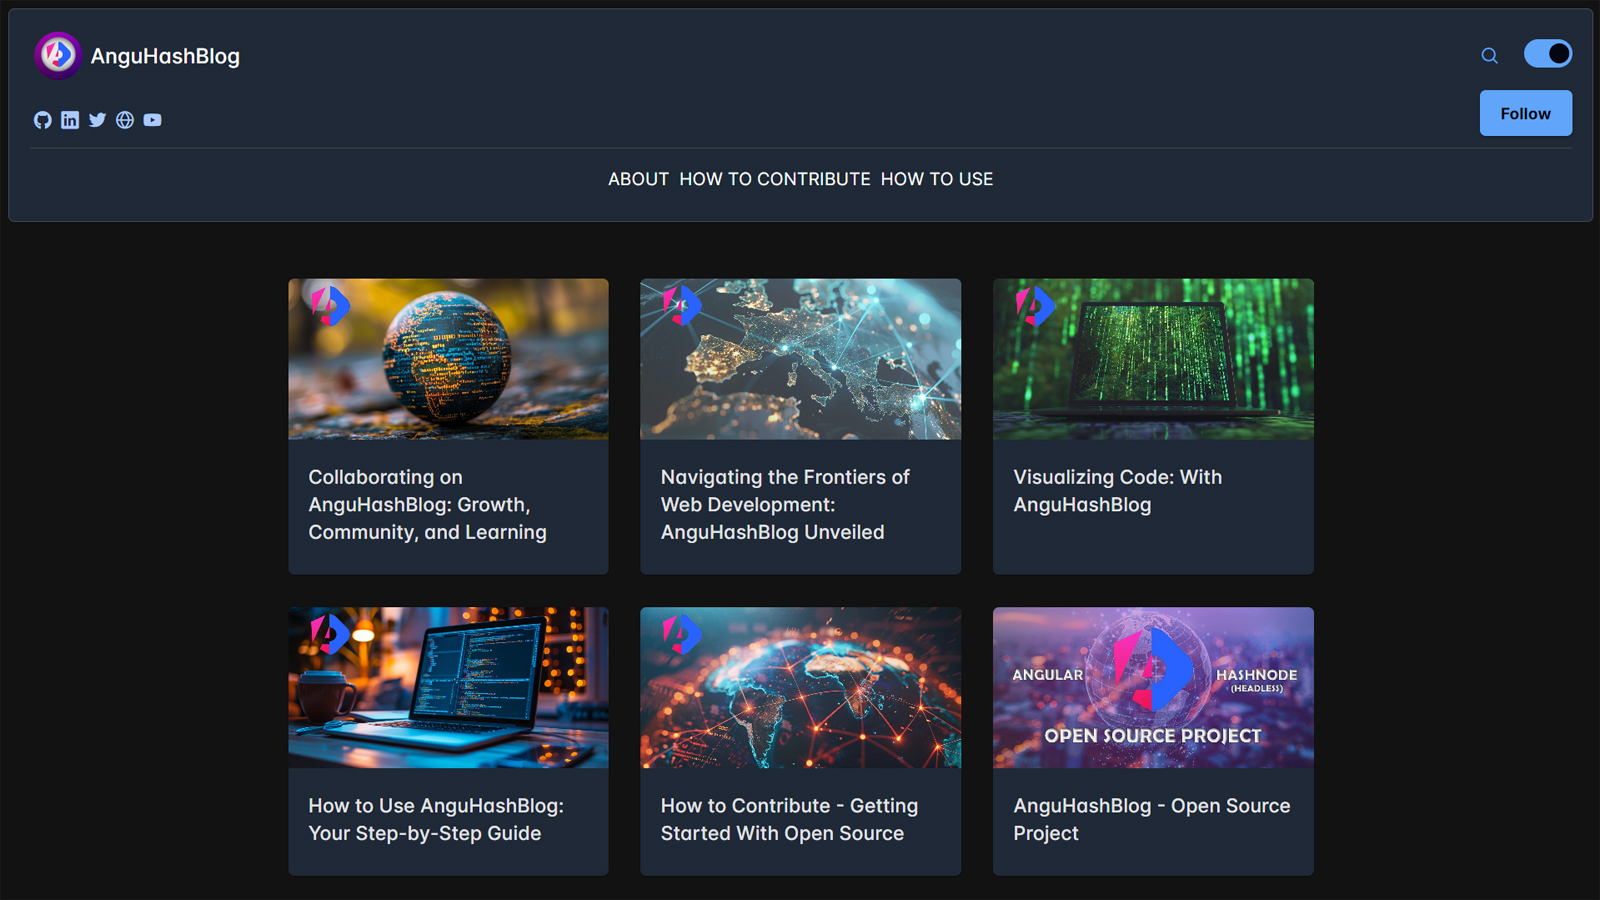 AnguHashBlog
Follow
ABOUT HOW TO CONTRIBUTE HOW TO USE
Collaborating on
AnguHashBlog: Growth,
Community, and Learning
Navigating the Frontiers of
Web Development:
AnguHashBlog Unveiled
Visualizing Code: With
AnguHashBlog
ANGULAR
HASHNODE
(HEADLESS)
OPEN SOURCE PROJECT
How to Use AnguHashBlog:
Your Step-by-Step Guide
How to Contribute - Getting
Started With Open Source
AnguHashBlog - Open Source
Project